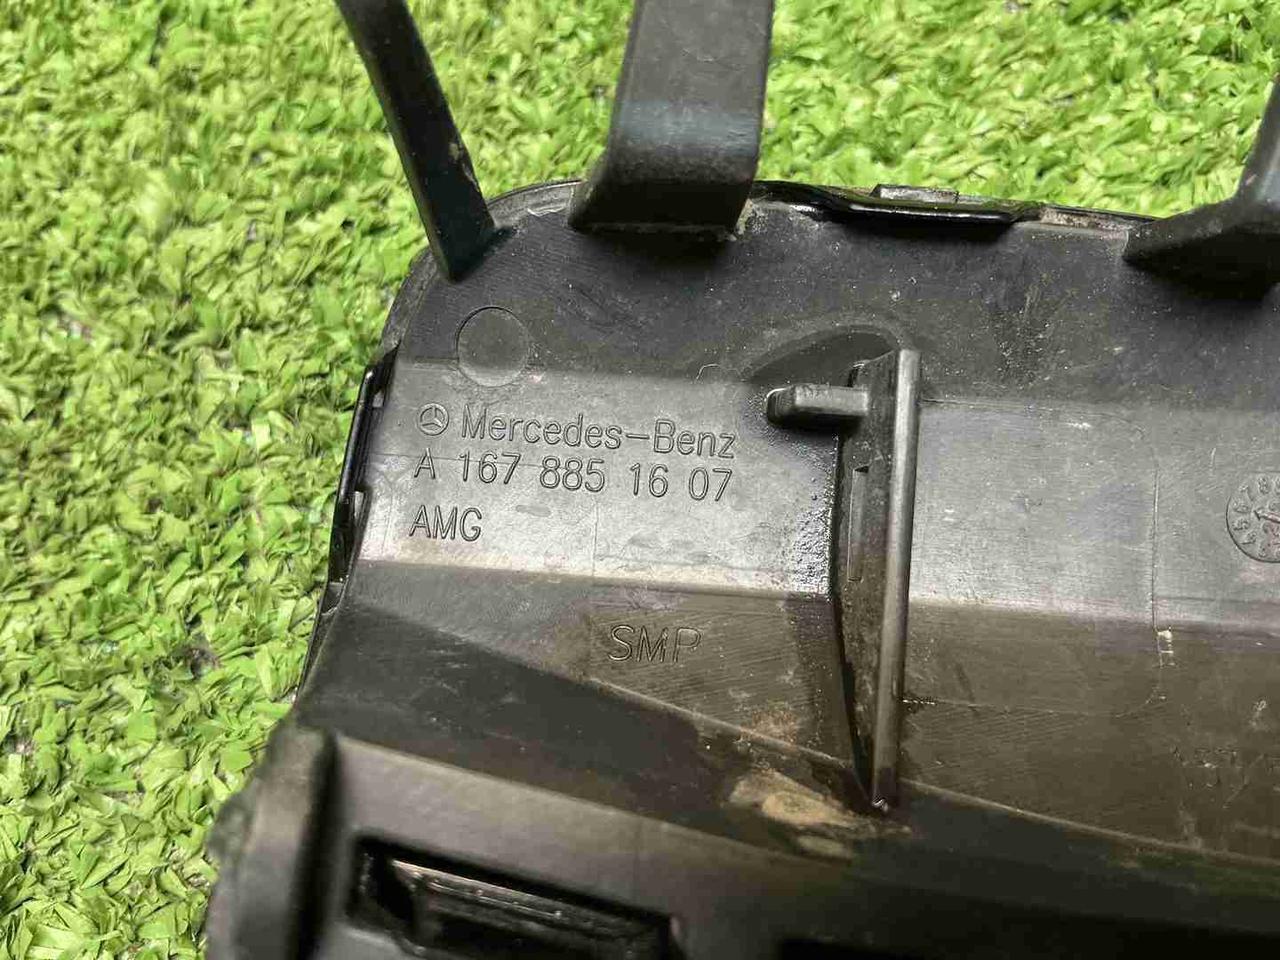 Mercedes-Benz
A 167 885 16 07
AMG
SMP